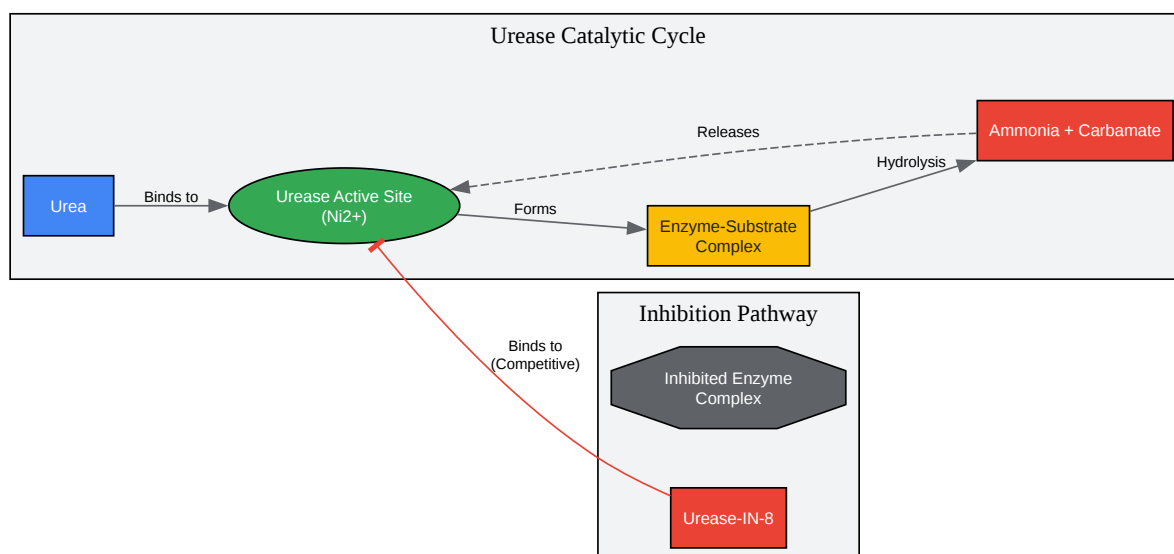 Urease Catalytic Cycle
Urea
Binds to
Urease Active Site
(Ni2+)
Releases
Forms
Enzyme-Substrate
Complex
Hydrolysis
Ammonia + Carbamate
Inhibition Pathway
Binds to
(Competitive)
Inhibited Enzyme
Complex
Urease-IN-8